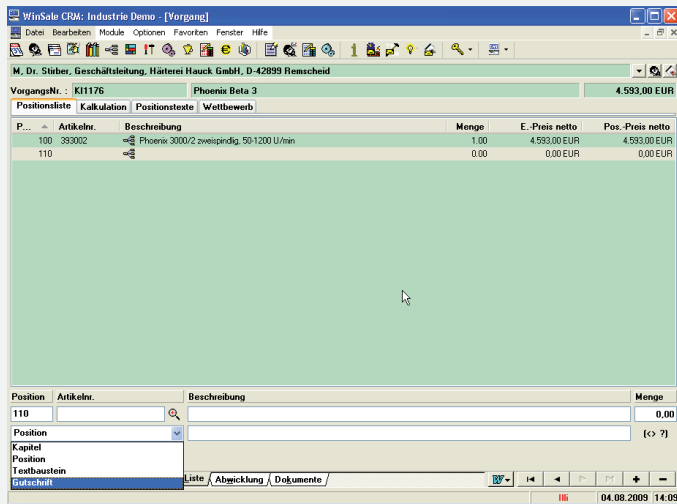 WinSale CRM: Industrie Demo - [Vorgang]
Datei Bearbeiten Module Optionen Favoriten Fenster Hilfe
M, Dr. Stirber, Geschäftsleitung, Härterei Hauck GmbH, D-42899 Remscheid
VorgangsNr. : KI1176 Phoenix Beta 3 4.593,00 EUR
Positionsliste Kalkulation Positionstexte Wettbewerb
P... Artikelnr. Beschreibung Menge E.-Preis netto Pos.-Preis netto
100 393002 Phoenix 3000/2 zweispindlig, 50-1200 U/min 1.00 4.593,00 EUR 4.593,00 EUR
110 0.00 0,00 EUR 0,00 EUR
Position Artikelnr. Beschreibung Menge
110 0,00
Position (<> ?)
Kapitel
Position
Textbaustein
Gutschrift Liste Abwicklung Dokumente W
Illi 04.08.2009 14:09